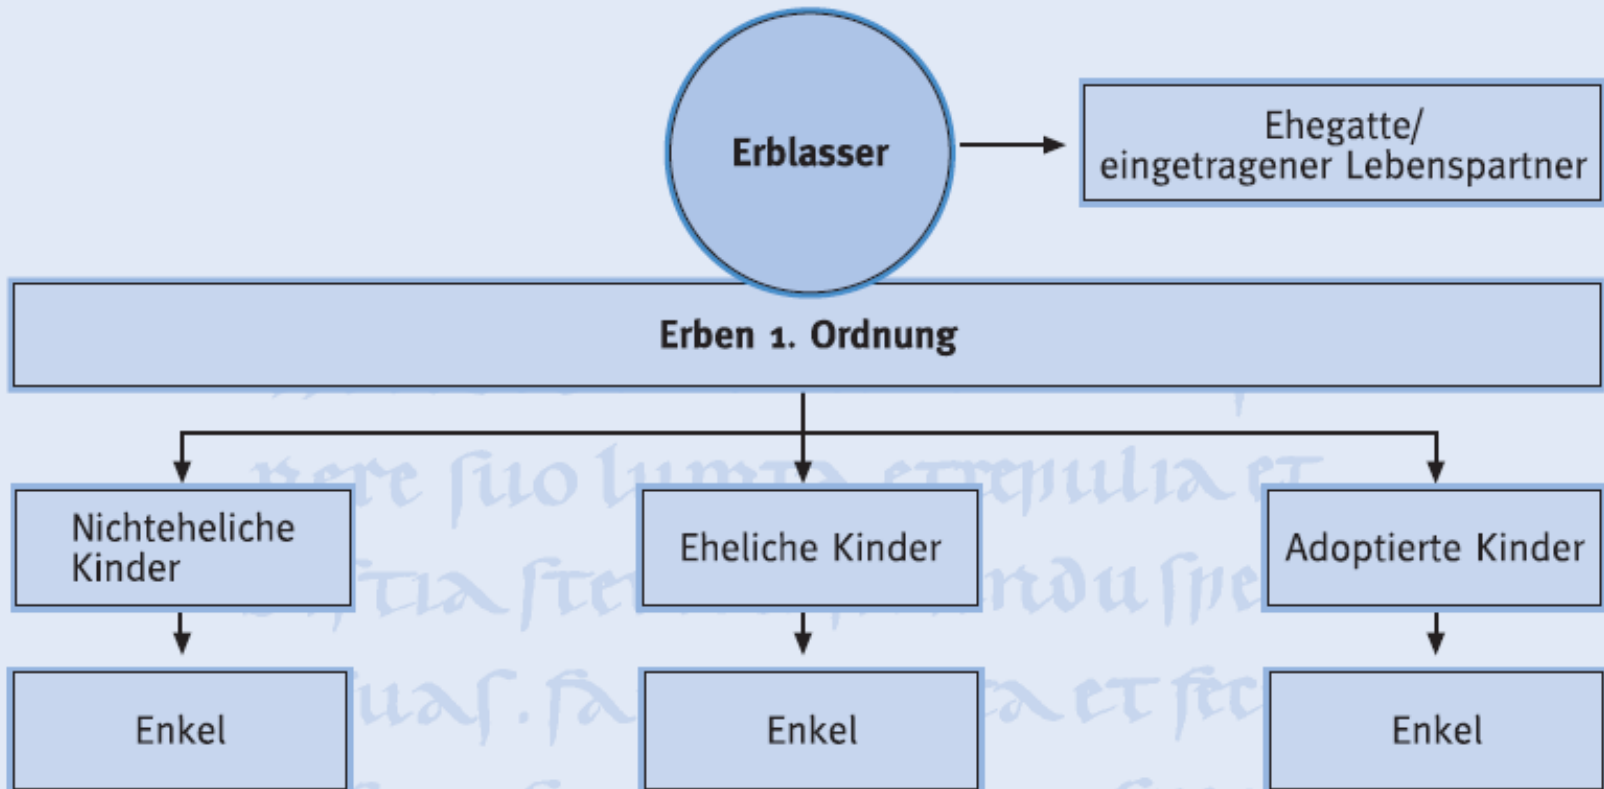 Erblasser
Ehegatte/
eingetragener Lebenspartner
Erben 1. Ordnung
Nichteheliche
Kinder
Eheliche Kinder
Adoptierte Kinder
Enkel
Enkel
Enkel